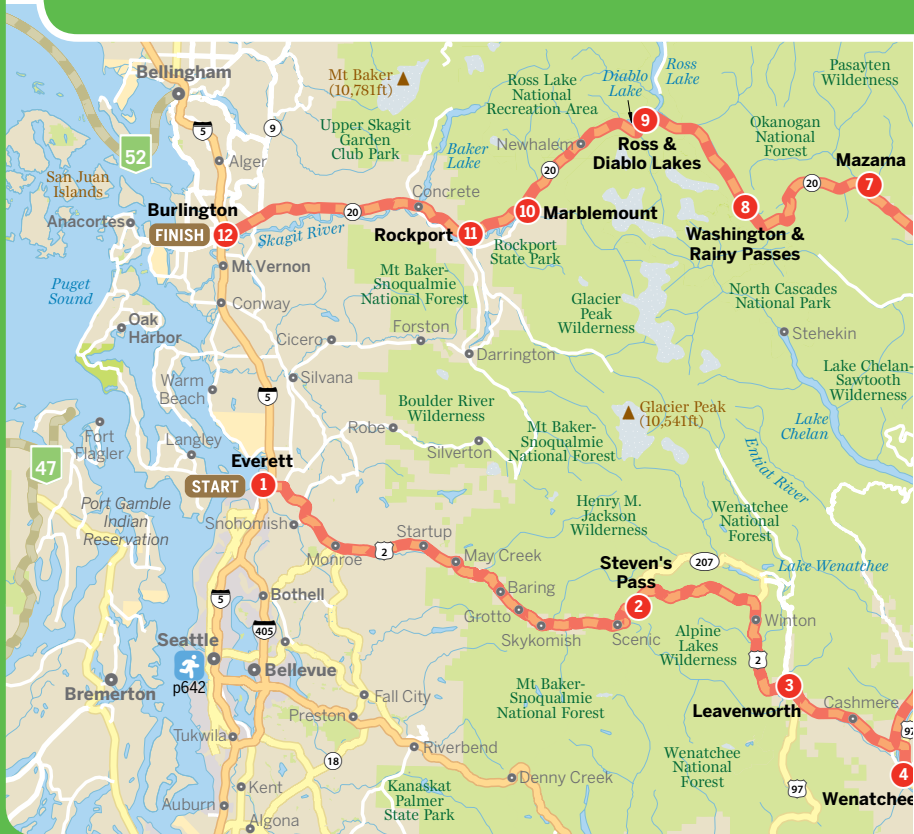 Bellingham
Mt Baker
(10,781ft)
Ross Lake
National
Recreation Area
Diablo
Lake
Ross
Lake
Pasayten
Wilderness
5
9
52
Upper Skagit
Garden
Club Park
Baker
Lake
Newhalem
9
Ross &
Diablo Lakes
Okanogan
National
Forest
Mazama
7
20
Alger
San Juan
Islands
Anacortes
Burlington
FINISH
12
20
Skagit River
Concrete
20
Rockport
11
10
Marblemount
Rockport
State Park
8
Washington &
Rainy Passes
Mt Vernon
Puget
Sound
Mt Baker-
Snoqualmie
National Forest
Glacier
Peak
Wilderness
North Cascades
National Park
Conway
Oak
Harbor
Cicero
Forston
Darrington
Stehekin
Silvana
Warm
Beach
5
Lake Chelan-
Sawtooth
Wilderness
Boulder River
Wilderness
Glacier Peak
(10,541ft)
Lake
Chelan
Fort
Flagler
Langley
Robe
Silverton
Mt Baker-
Snoqualmie
National Forest
Entiat River
47
Everett
START
1
Port Gamble
Indian
Reservation
Snohomish
Henry M.
Jackson
Wilderness
Wenatchee
National
Forest
Startup
Monroe
2
May Creek
Steven's
Pass
207
Lake Wenatchee
Baring
5
Bothell
Grotto
2
Skykomish
Scenic
Winton
405
Alpine
Lakes
Wilderness
2
Seattle
p642
Bellevue
Bremerton
Fall City
Mt Baker-
Snoqualmie
National Forest
3
Leavenworth
Cashmere
97
Preston
Tukwila
Riverbend
18
Wenatchee
National
Forest
4
Wenatchee
Kent
Denny Creek
97
Auburn
Kanaskat
Palmer
State Park
Algona